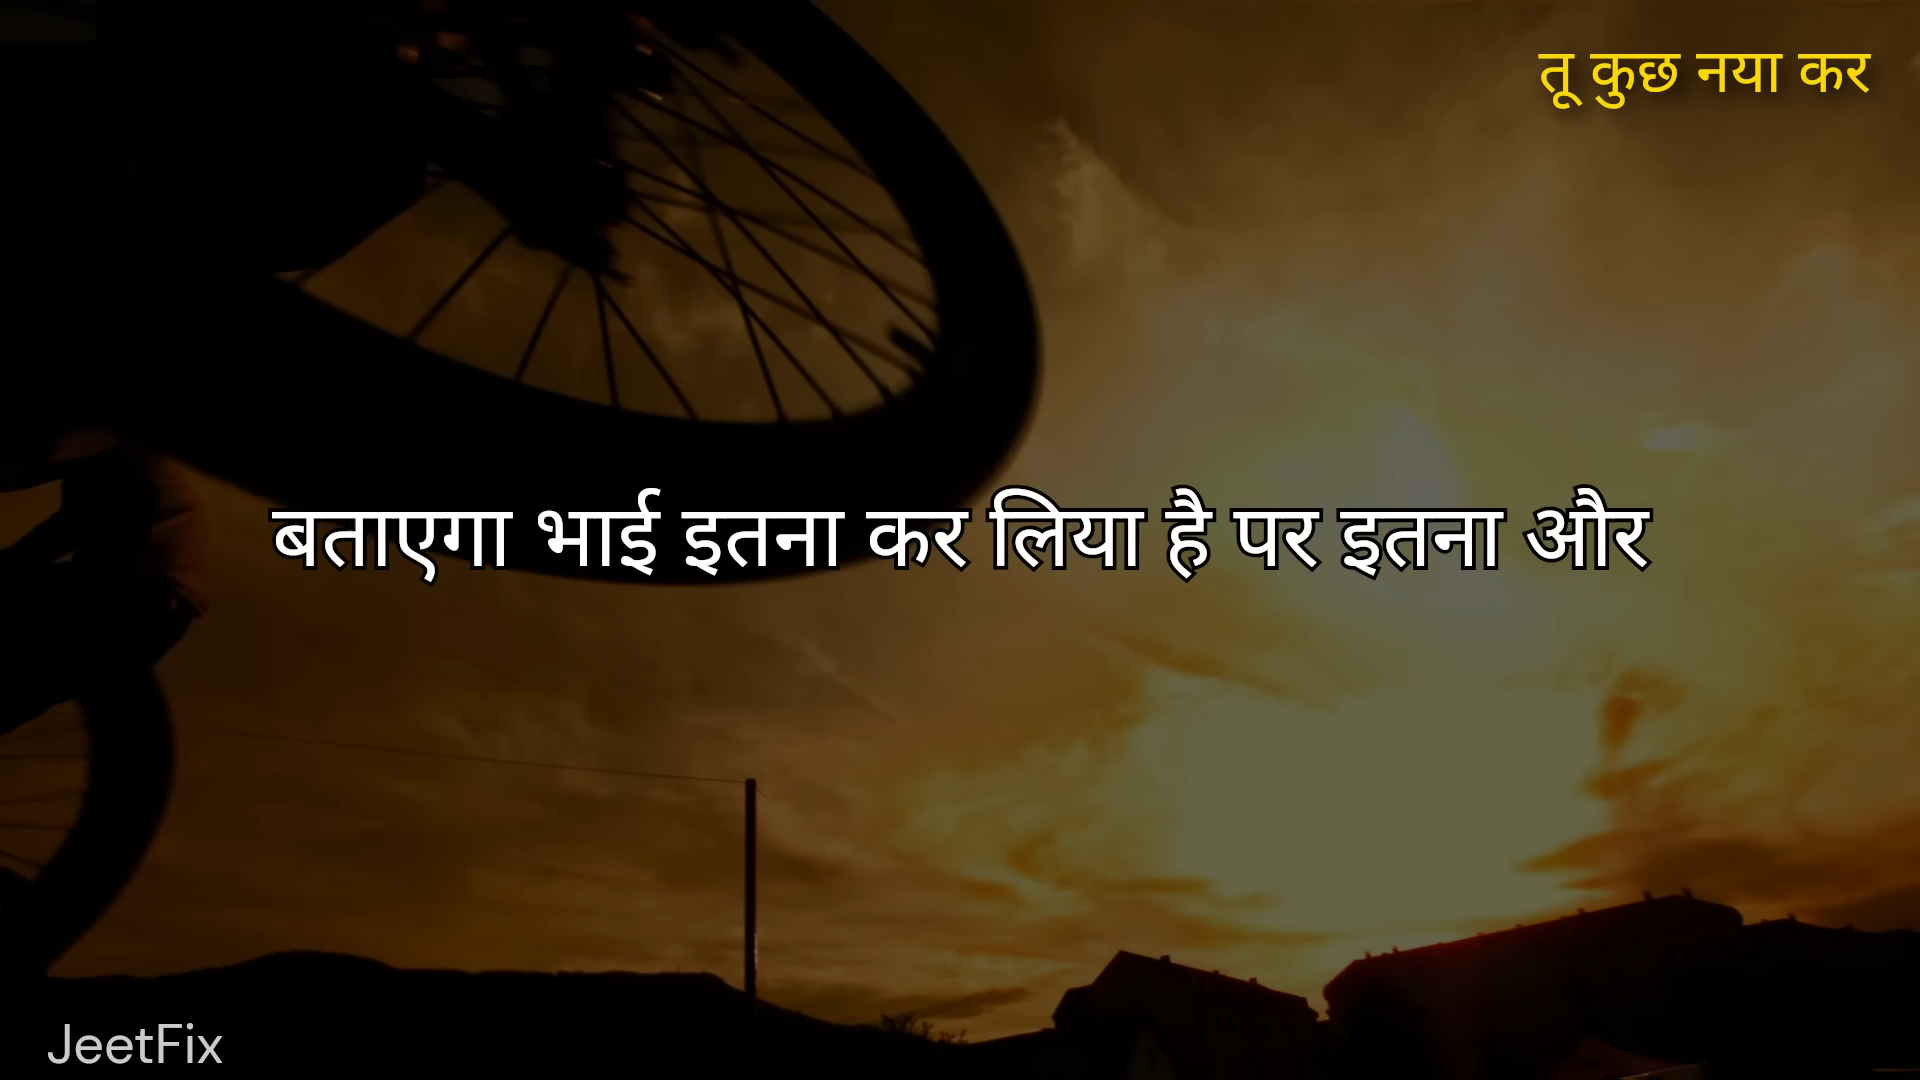 तू कुछ नया कर
बताएगा भाई इतना कर लिया है पर इतना और
JeetFix